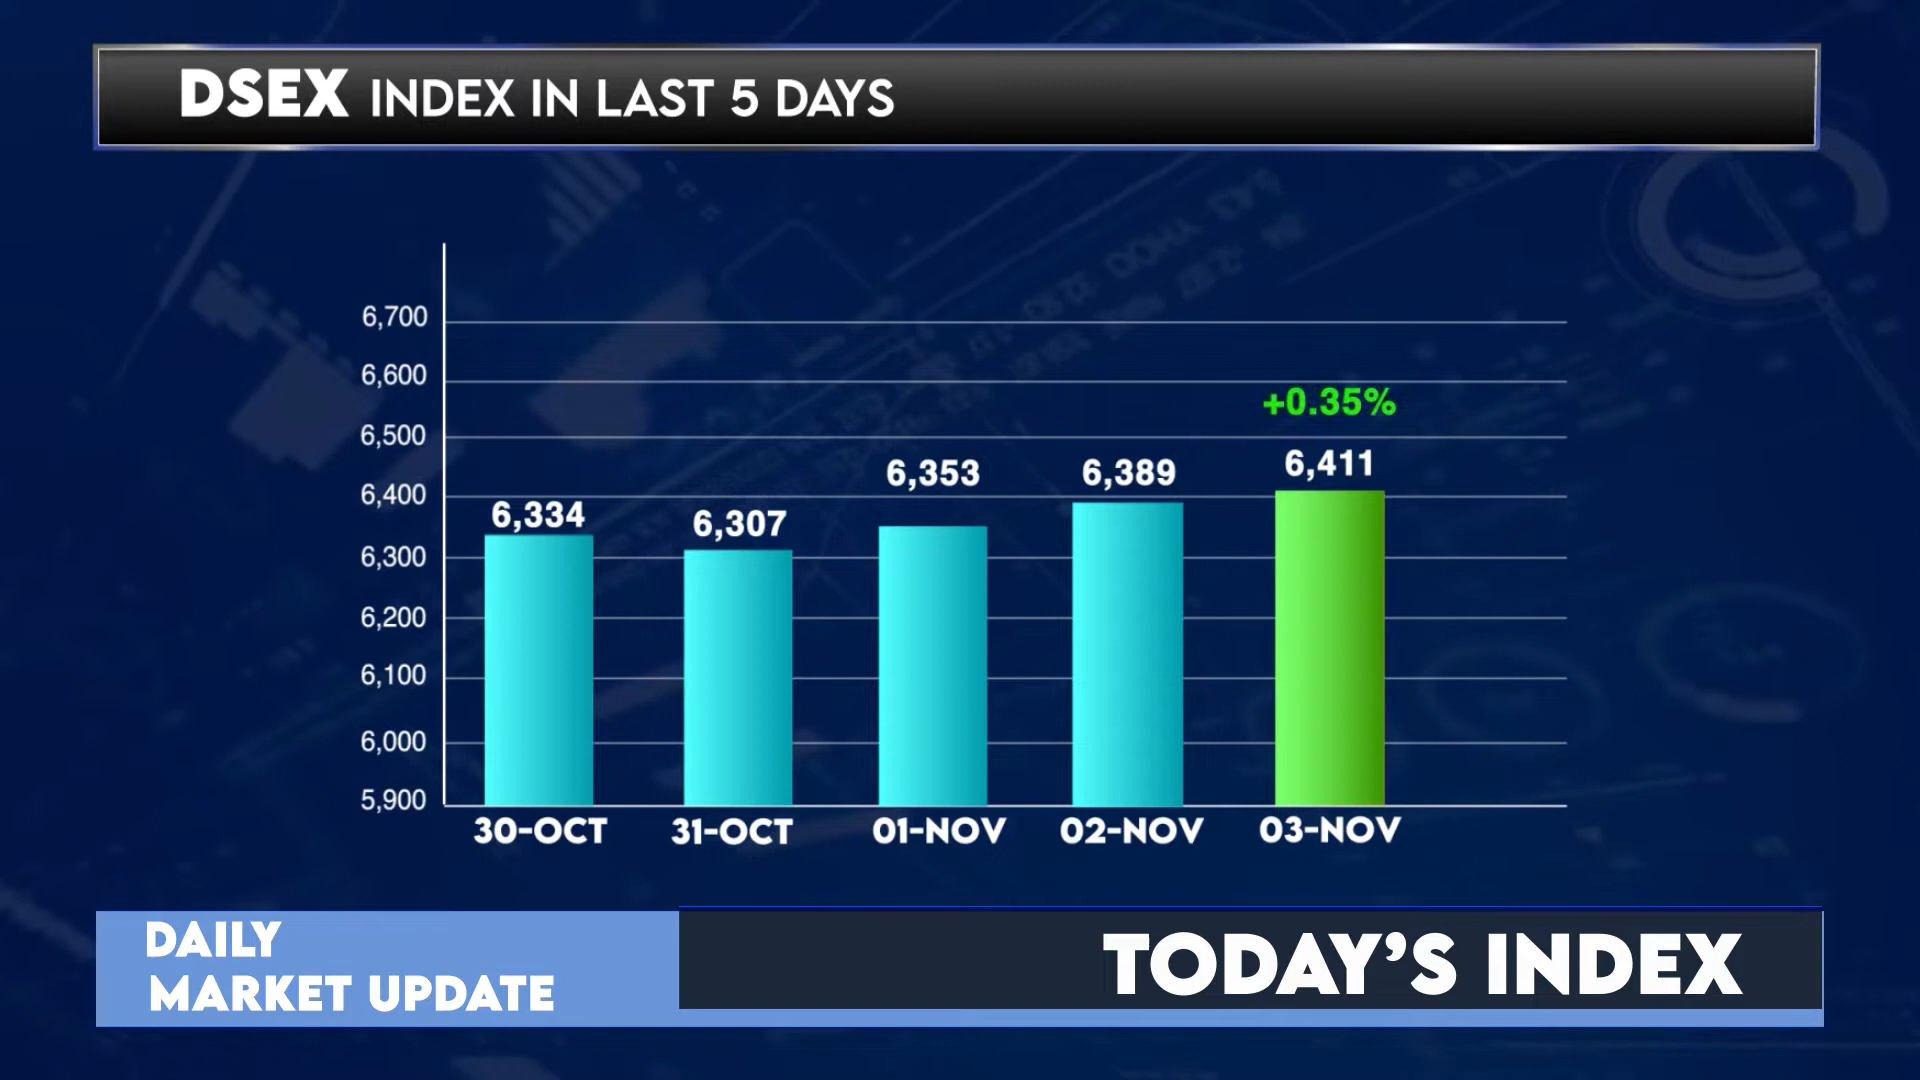 DSEX INDEX IN LAST 5 DAYS
6,700
6,600
+0.35%
6,500
6,353
6,389
6,411
6,400
6,334
6,307
6,300
6,200
6,100
6,000
5,900
30-OCT
31-OCT
01-NOV
02-NOV
03-NOV
DAILY
MARKET UPDATE
TODAY'S INDEX